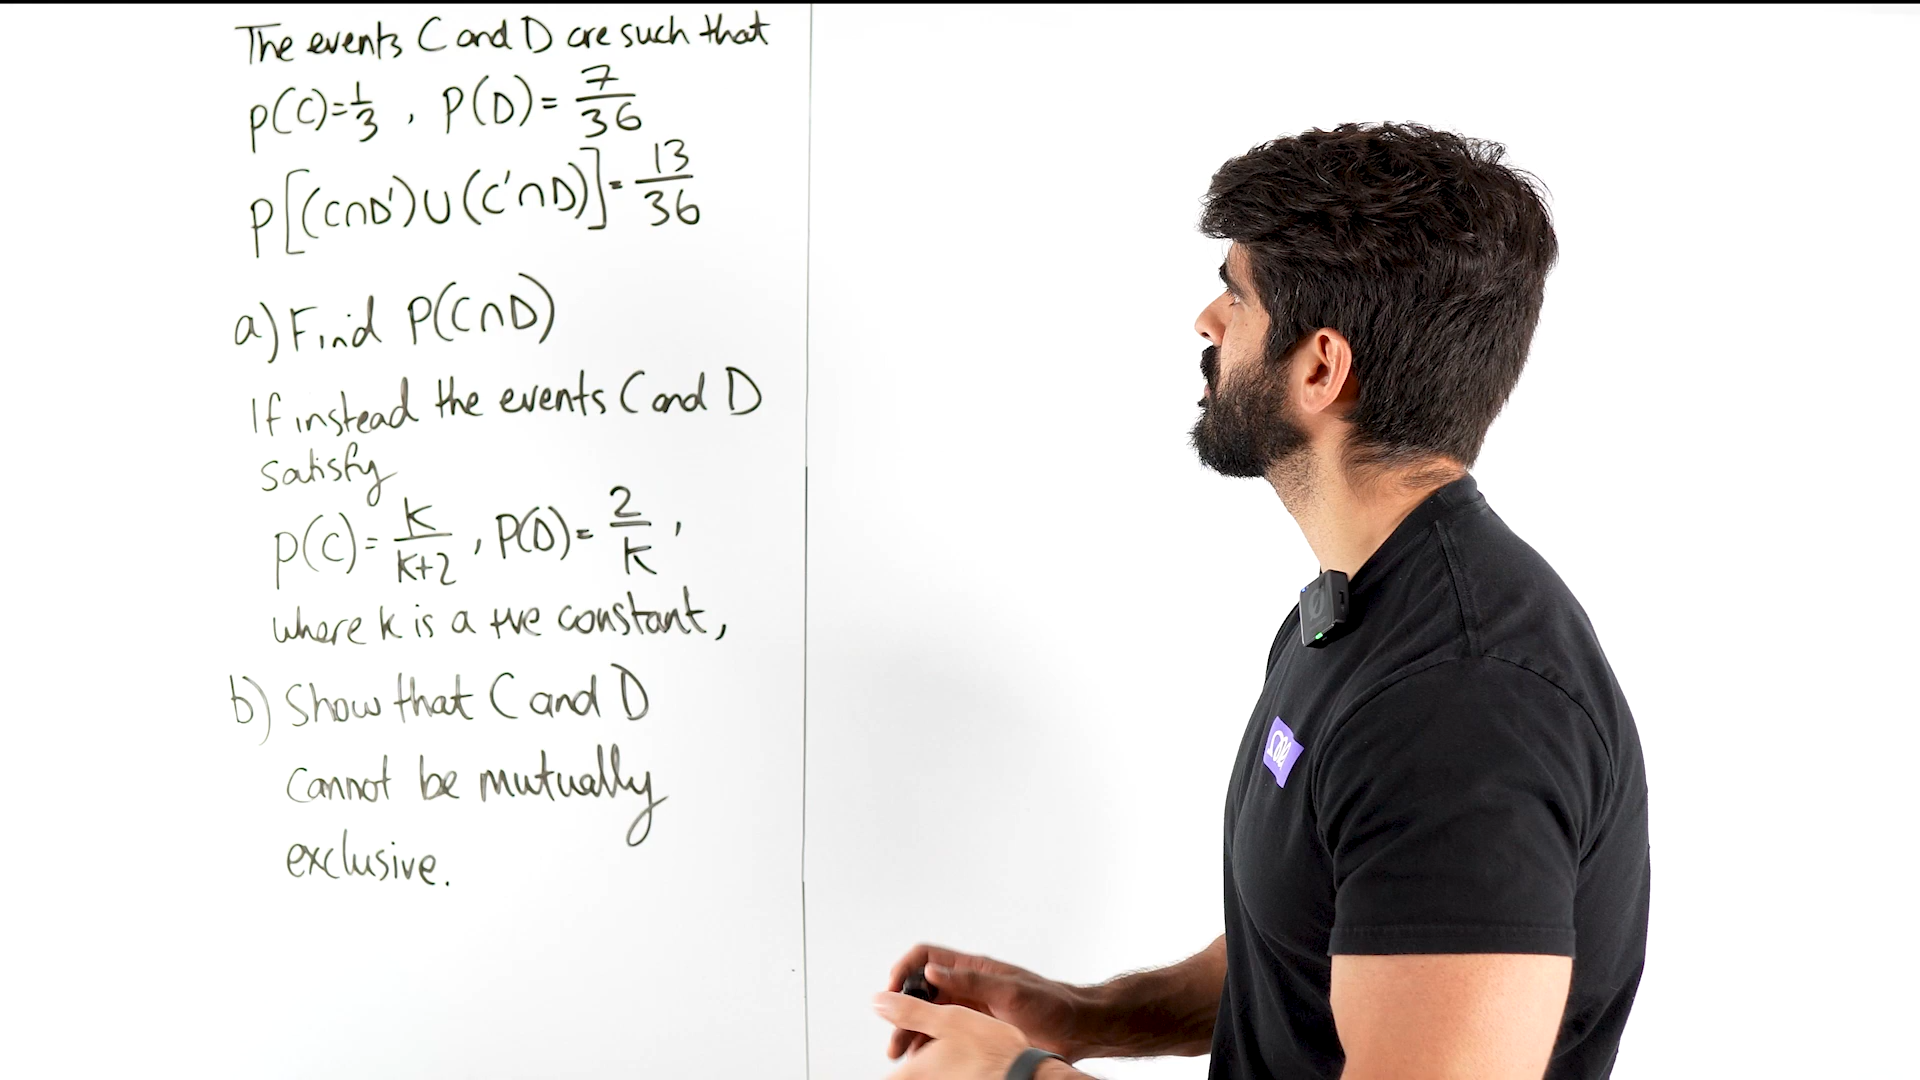 The events C and D are such that
P(C)=1/3, P(D)=7/36
P[(C∩D')∪(C'∩D)]=13/36
a) Find P(C∩D)
If instead the events C and D
satisfy
P(C)=k/(k+2), P(D)=2/k,
where k is a +ve constant,
b) Show that C and D
cannot be mutually
exclusive.